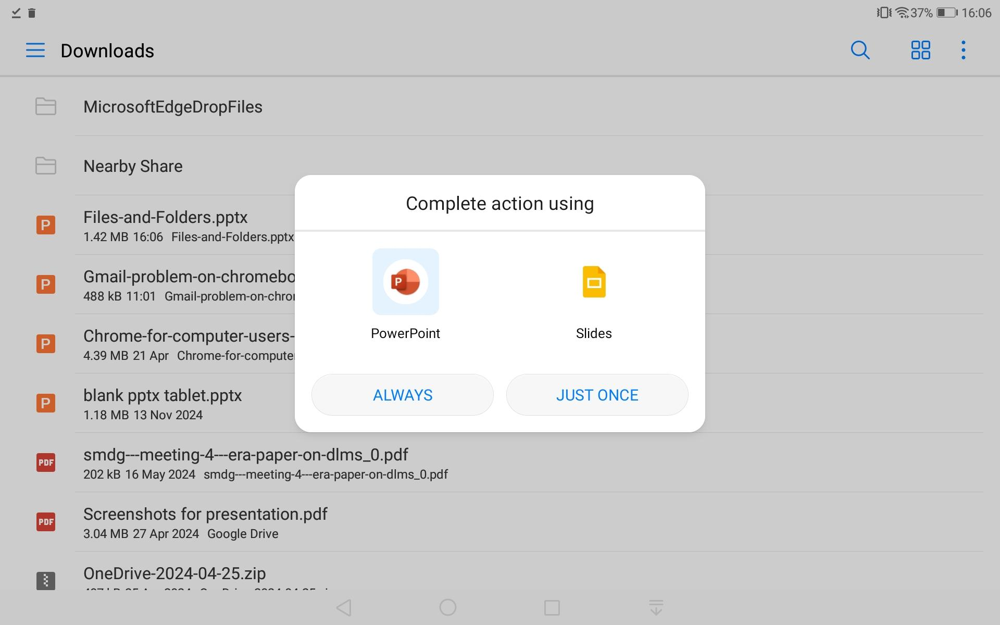 37% 16:06
Downloads
MicrosoftEdgeDropFiles
Nearby Share
Files-and-Folders.pptx
1.42 MB 16:06 Files-and-Folders.pptx
Gmail-problem-on-chromebo
488 kB 11:01 Gmail-problem-on-chro
Chrome-for-computer-users-
4.39 MB 21 Apr Chrome-for-compute
blank pptx tablet.pptx
1.18 MB 13 Nov 2024
Complete action using
P
PowerPoint
Slides
ALWAYS
JUST ONCE
P
P
P
P
PDF
smdg---meeting-4---era-paper-on-dlms_0.pdf
202 kB 16 May 2024 smdg---meeting-4---era-paper-on-dlms_0.pdf
PDF
Screenshots for presentation.pdf
3.04 MB 27 Apr 2024 Google Drive
OneDrive-2024-04-25.zip